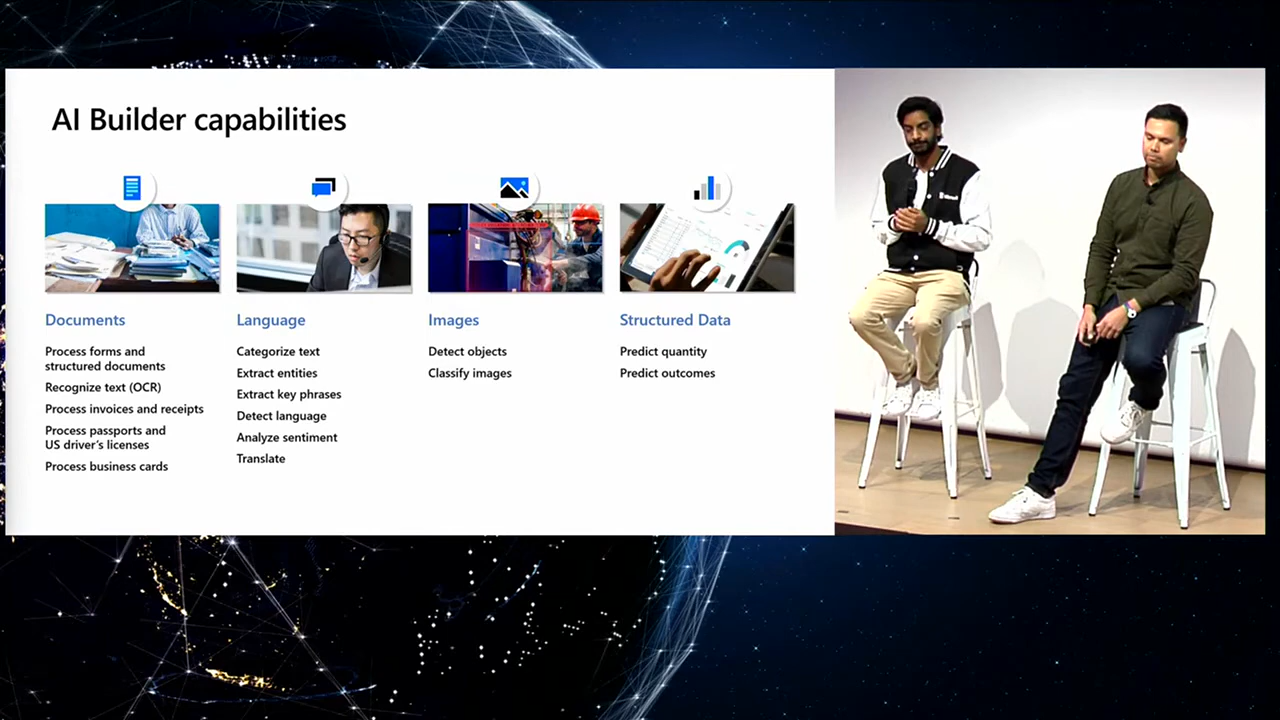 AI Builder capabilities
Documents
Process forms and
structured documents
Recognize text (OCR)
Process invoices and receipts
Process passports and
US driver's licenses
Process business cards
Language
Categorize text
Extract entities
Extract key phrases
Detect language
Analyze sentiment
Translate
Images
Detect objects
Classify images
Structured Data
Predict quantity
Predict outcomes